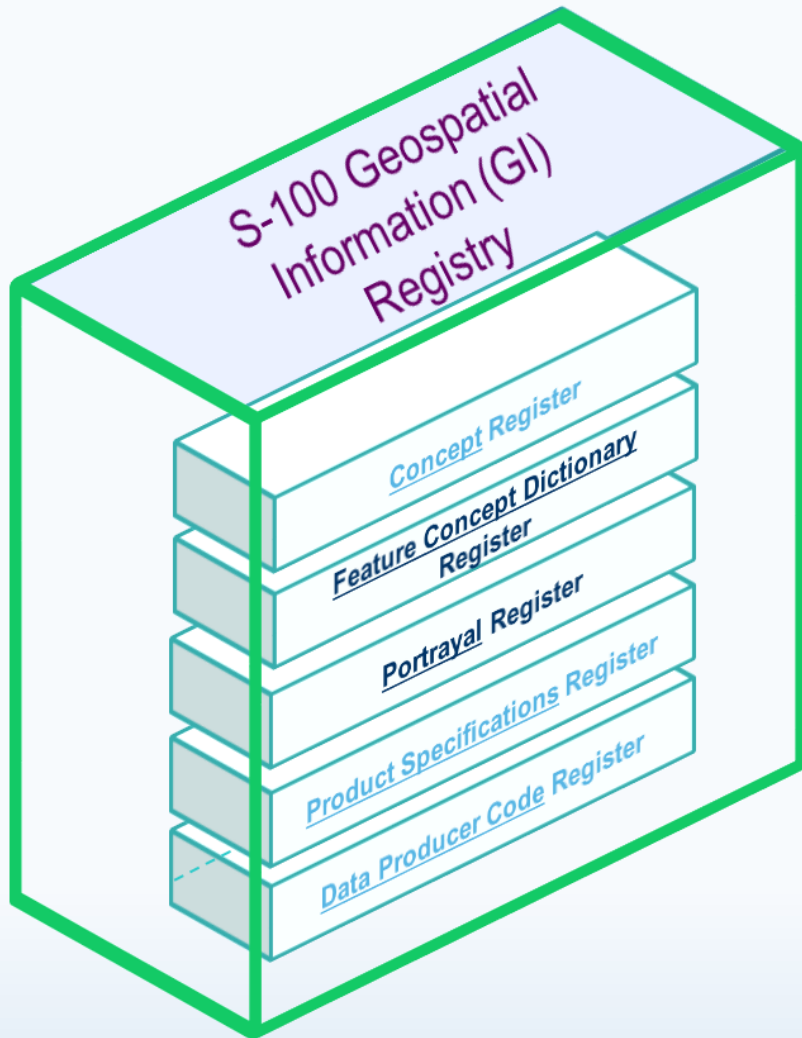 S-100 Geospatial
Information (GI)
Registry
Concept Register
Feature Concept Dictionary
Register
Portrayal Register
Product Specifications Register
Data Producer Code Register